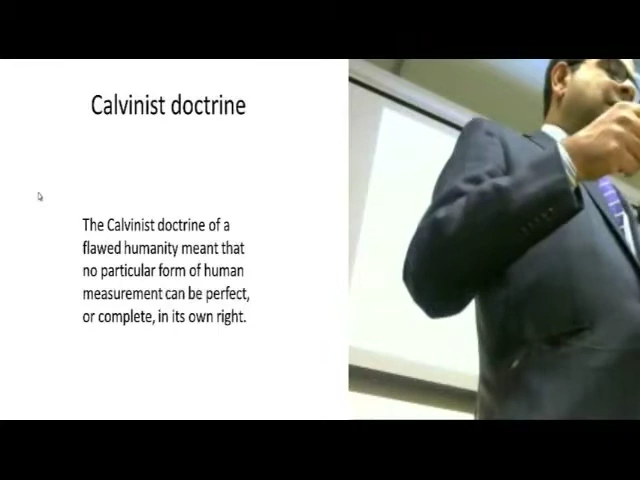 Calvinist doctrine
The Calvinist doctrine of a
flawed humanity meant that
no particular form of human
measurement can be perfect,
or complete, in its own right.